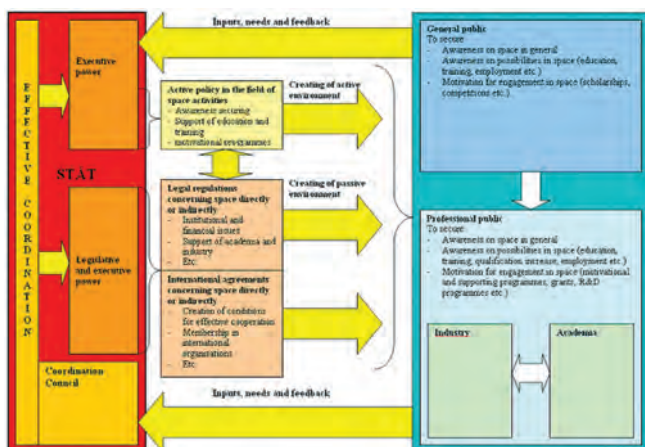 Inputs, needs and feedback
EFFECTIVE COORDINATION
Executive
power
STÁT
Legislative and executive
power
Coordination
Council
Active policy in the field of
space activities
- Awareness securing
- Support of education and
training
- motivational programmes
Creating of active
environment
Legal regulations
concerning space directly
or indirectly
- Institutional and
financial issues
- Support of academia and
industry
- Etc.
Creating of passive
environment
International agreements
concerning space directly
or indirectly
- Creation of conditions
for effective cooperation
- Membership in
international
organisations
- Etc
Inputs, needs and feedback
General public
To secure
- Awareness on space in general
- Awareness on possibilities in space (education,
training, employment etc.)
- Motivation for engagement in space (scholarships,
competitions etc.)
Professional public
To secure:
- Awareness on space in general
- Awareness on possibilities in space (education,
training, qualification, increase, employment etc.)
- Motivation for engagement in space (motivational
and supporting programmes, grants, R&D
programmes etc.)
Industry
Academia